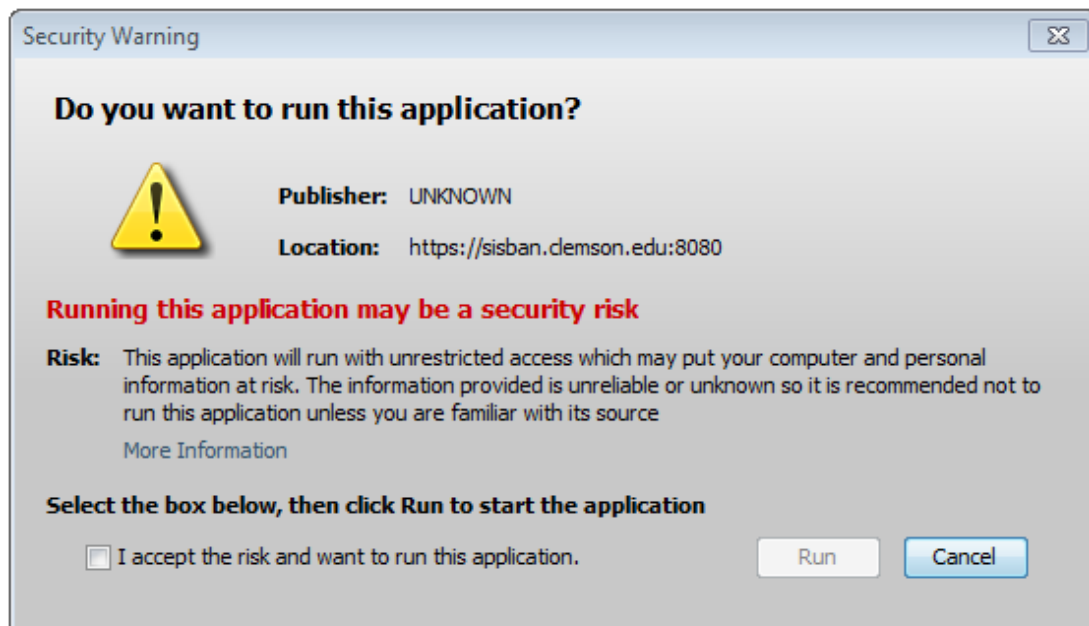 Security Warning
Do you want to run this application?
Publisher: UNKNOWN
Location: https://sisban.clemson.edu:8080
Running this application may be a security risk
Risk: This application will run with unrestricted access which may put your computer and personal
information at risk. The information provided is unreliable or unknown so it is recommended not to
run this application unless you are familiar with its source
More Information
Select the box below, then click Run to start the application
I accept the risk and want to run this application. Run Cancel